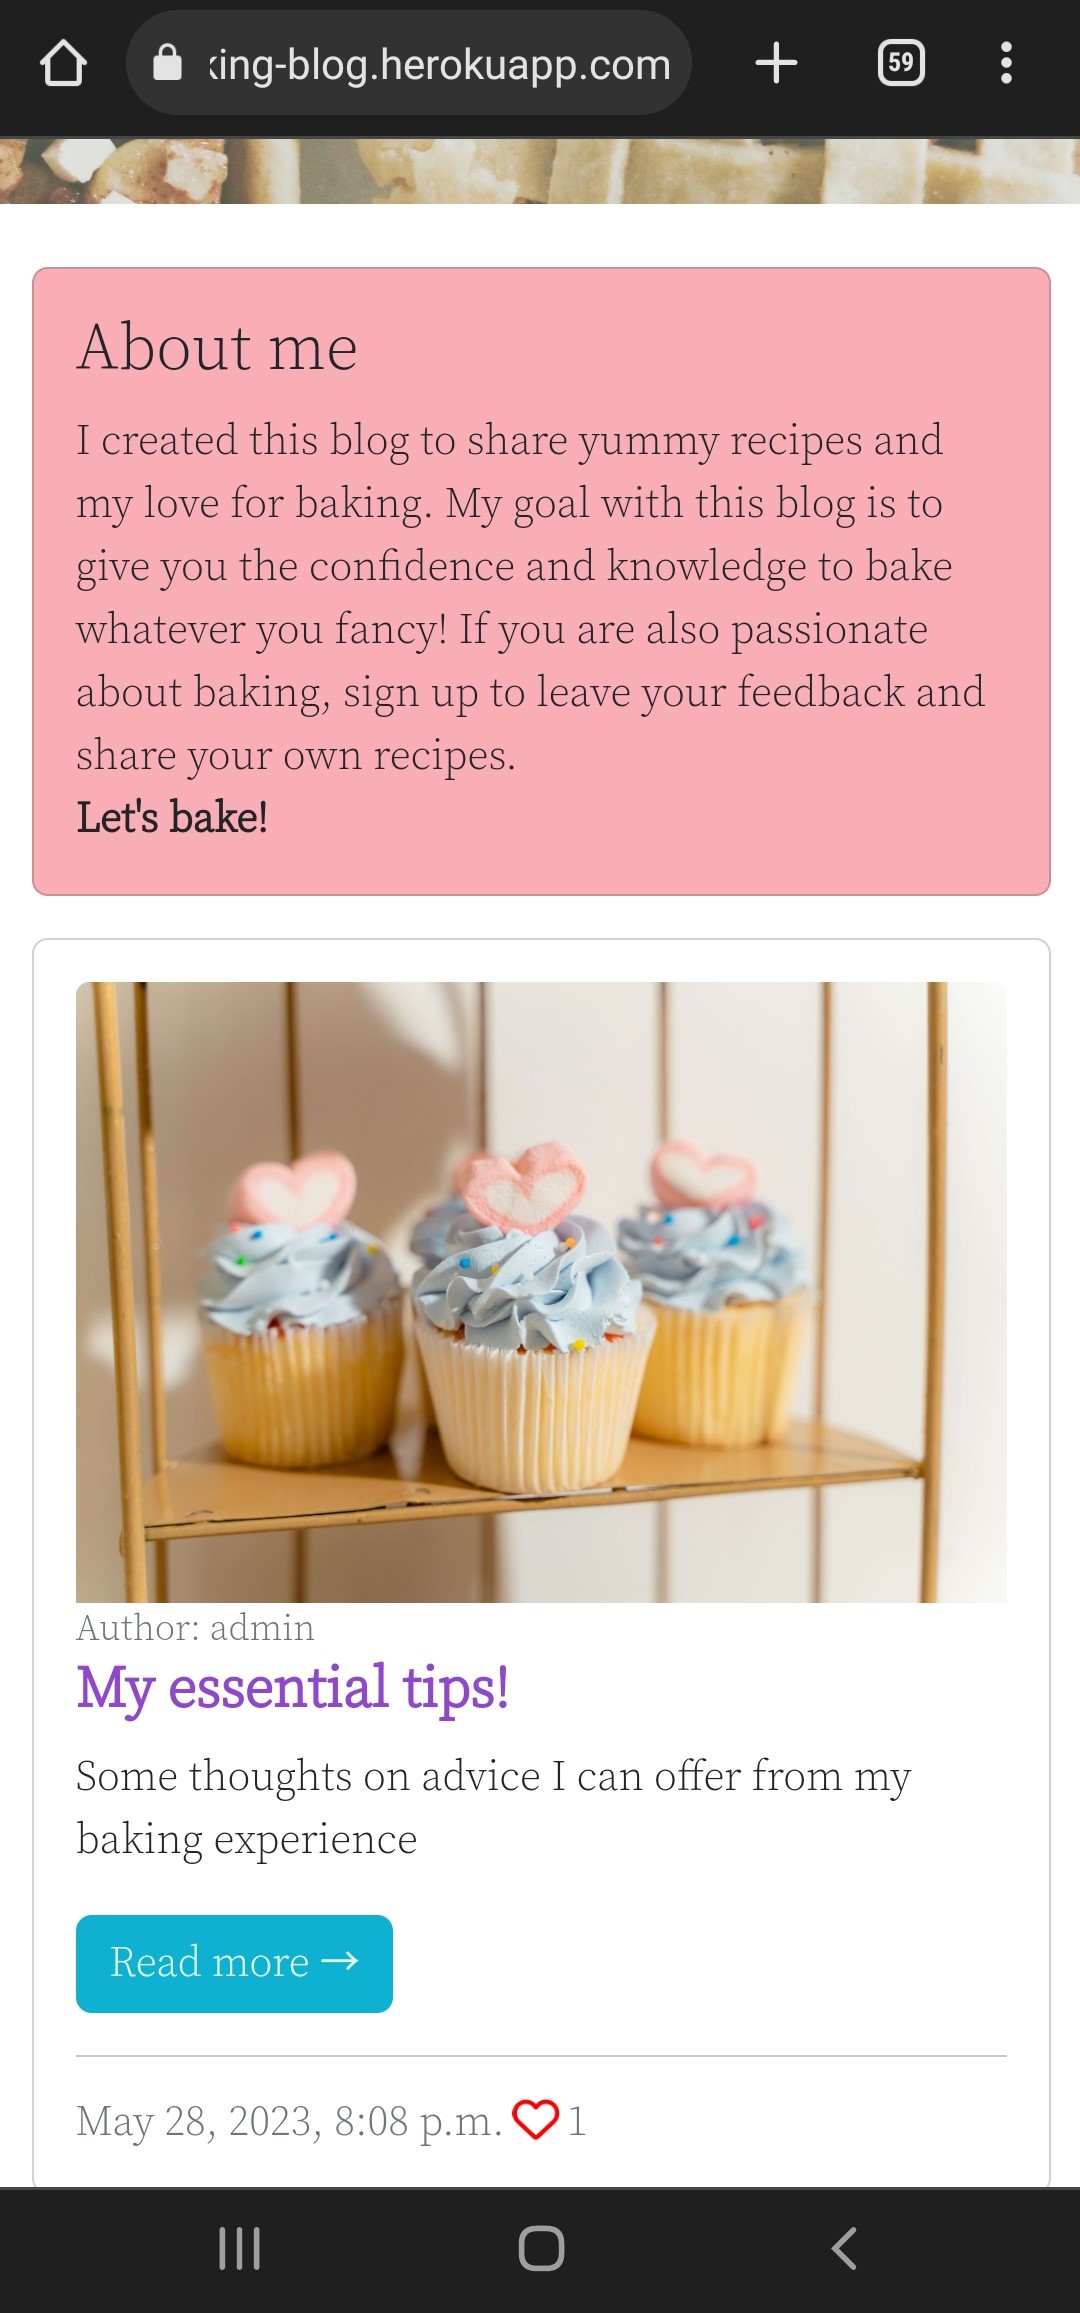 king-blog.herokuapp.com
59
About me
I created this blog to share yummy recipes and
my love for baking. My goal with this blog is to
give you the confidence and knowledge to bake
whatever you fancy! If you are also passionate
about baking, sign up to leave your feedback and
share your own recipes.
Let's bake!
Author: admin
My essential tips!
Some thoughts on advice I can offer from my
baking experience
Read more →
May 28, 2023, 8:08 p.m. 1